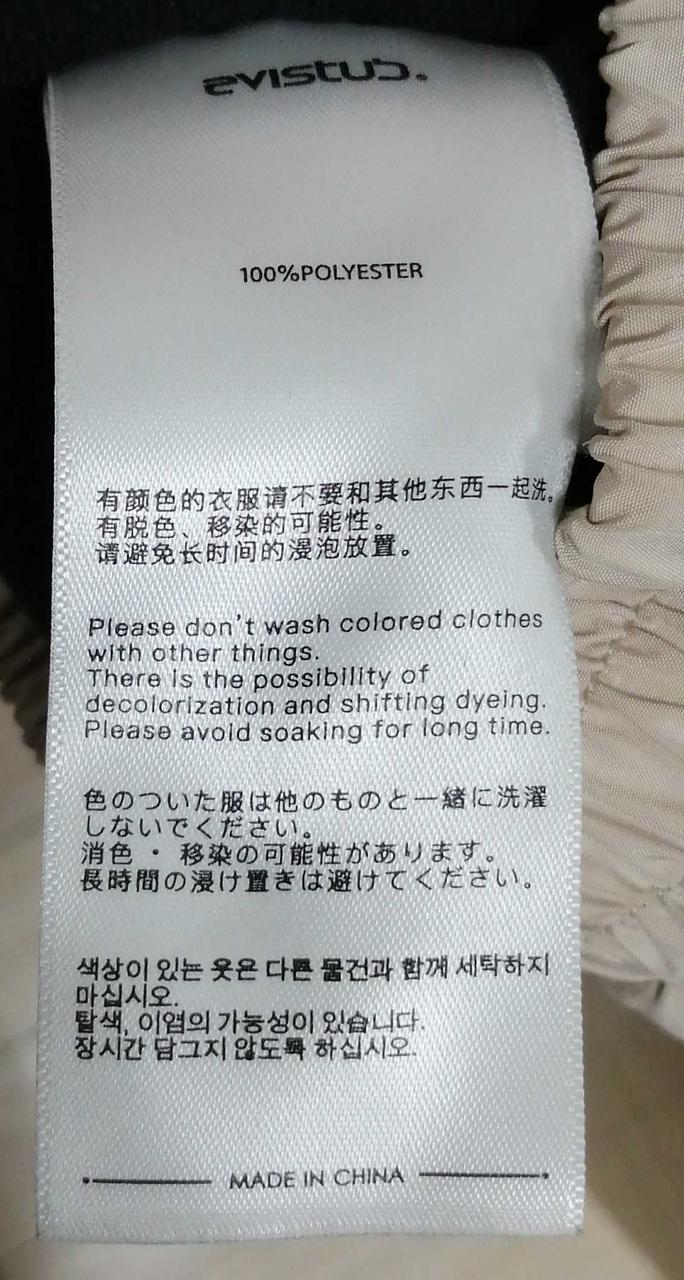 100%POLYESTER
有颜色的衣服请不要和其他东西一起洗。
有脱色、移染的可能性。
请避免长时间的浸泡放置。
Please don't wash colored clothes
with other things.
There is the possibility of
decolorization and shifting dyeing.
Please avoid soaking for long time.
色のついた服は他のものと一緒に洗濯
しないでください。
消色・移染の可能性があります。
長時間の浸け置きは避けてください。
색상이 있는 옷은 다른 물건과 함께 세탁하지
마십시오.
탈색, 이염의 가능성이 있습니다.
장시간 담그지 않도록 하십시오.
MADE IN CHINA